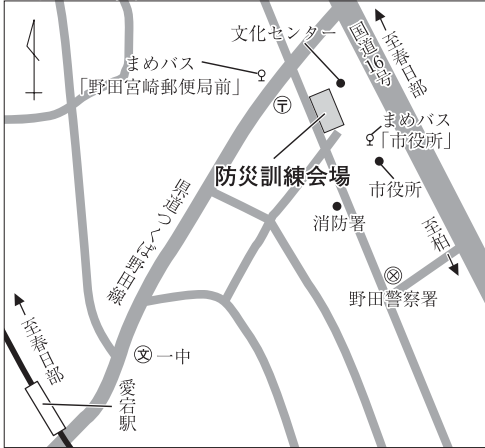 文化センター
国道16号
至春日部
まめバス
「野田宮崎郵便局前」
〒
まめバス
「市役所」
防災訓練会場
市役所
県道つくば野田線
消防署
至柏
野田警察署
至春日部
文 一中
愛宕駅